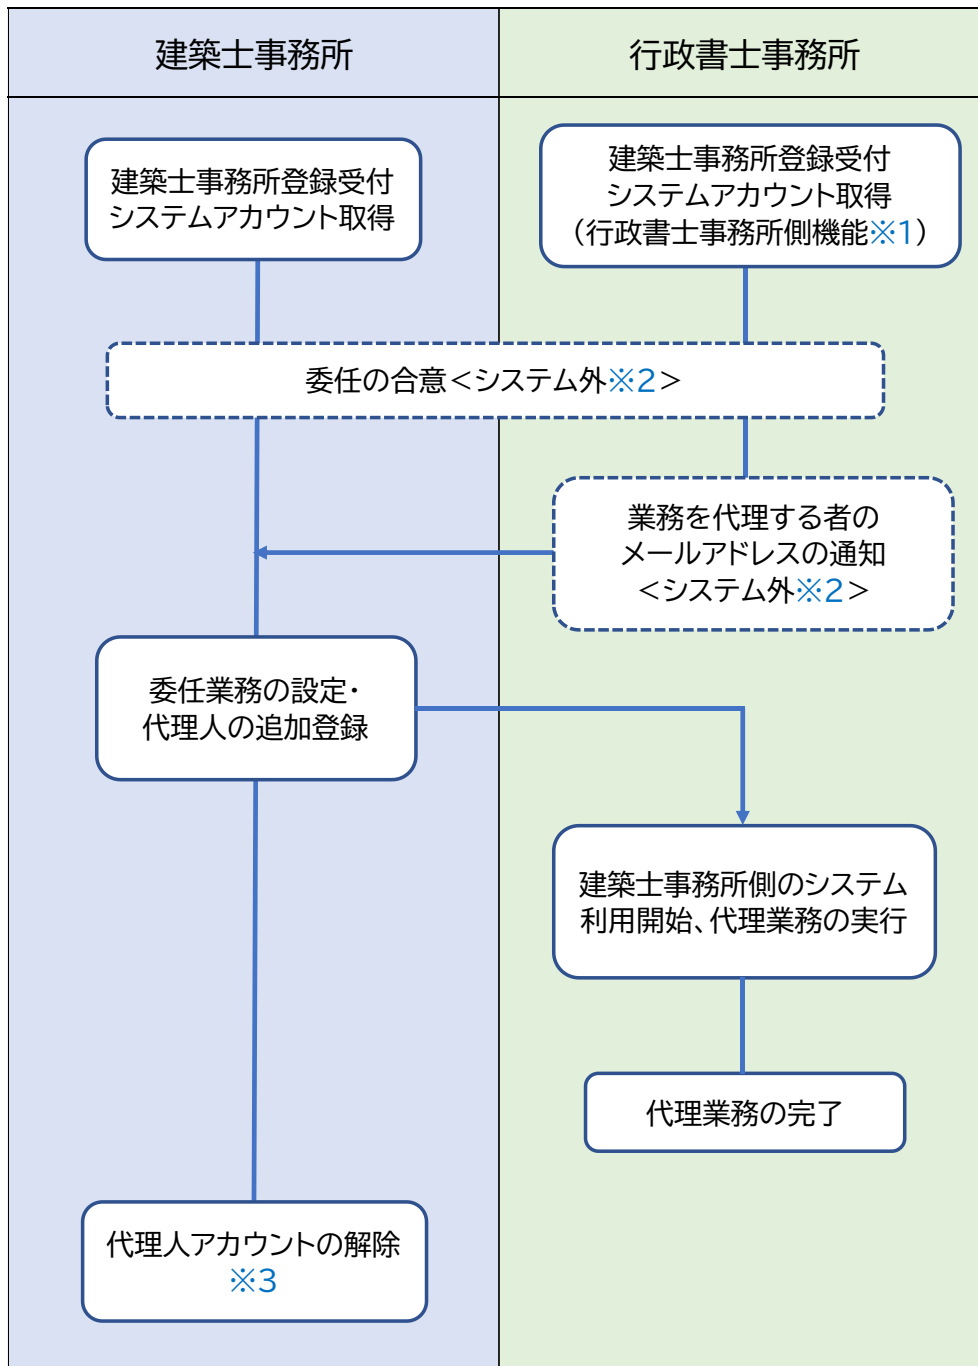 建築士事務所
行政書士事務所
建築士事務所登録受付
システムアカウント取得
建築士事務所登録受付
システムアカウント取得
（行政書士事務所側機能※1）
委任の合意＜システム外※2＞
業務を代理する者の
メールアドレスの通知
＜システム外※2＞
委任業務の設定・
代理人の追加登録
建築士事務所側のシステム
利用開始、代理業務の実行
代理業務の完了
代理人アカウントの解除
※3